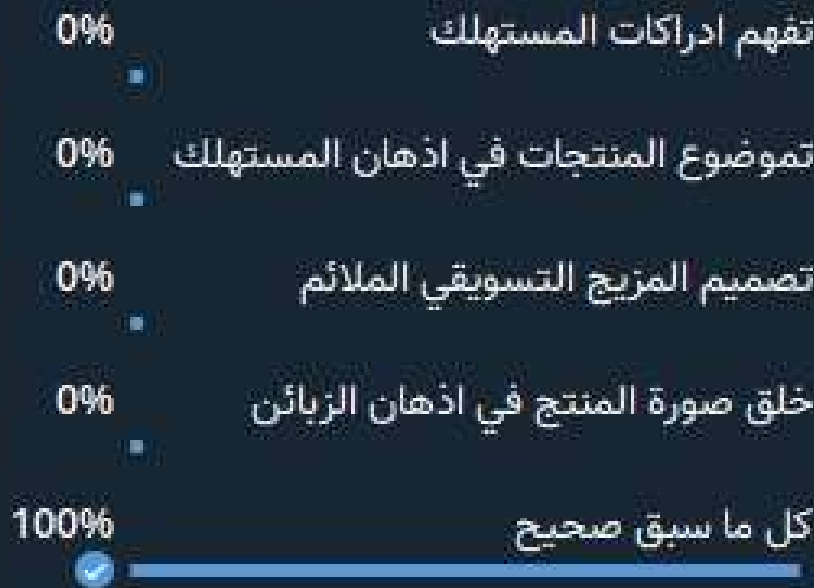 تفهم ادراكات المستهلك 0%
تموضوع المنتجات في اذهان المستهلك 0%
تصميم المزيج التسويقي الملائم 0%
خلق صورة المنتج في اذهان الزبائن 0%
كل ما سبق صحيح 100%